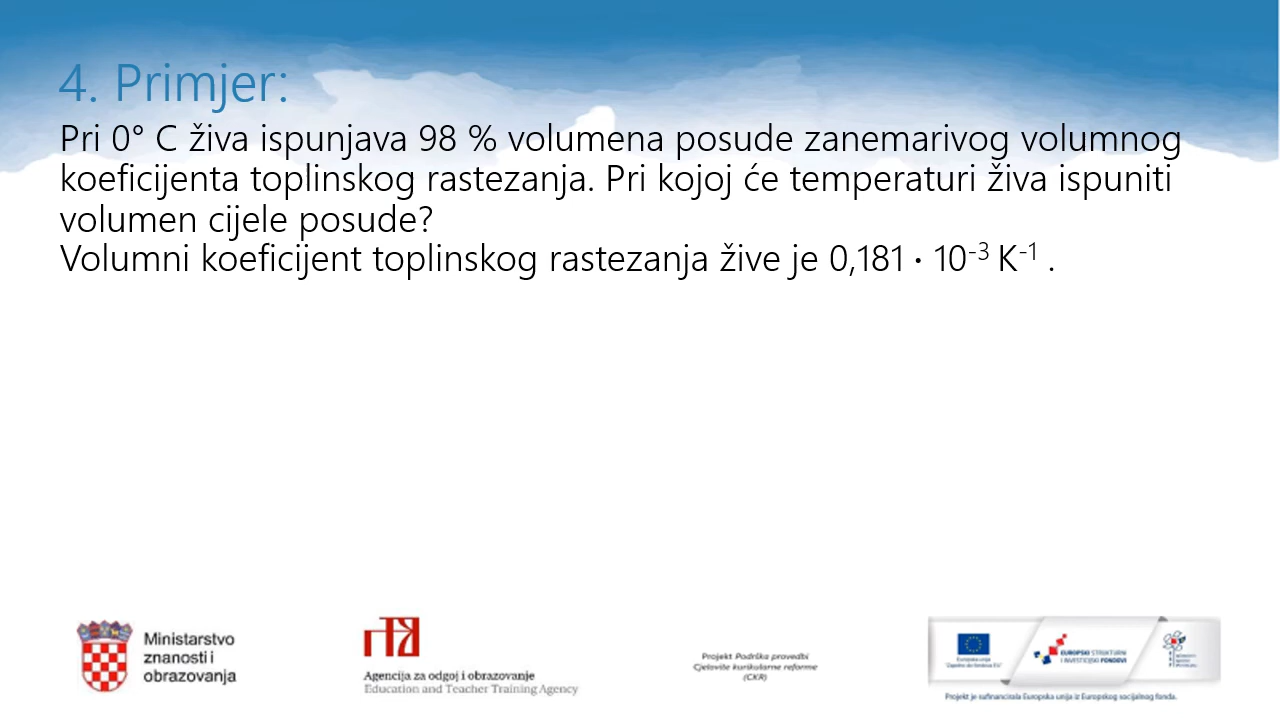 4. Primjer:
Pri 0° C živa ispunjava 98 % volumena posude zanemarivog volumnog
koeficijenta toplinskog rastezanja. Pri kojoj će temperaturi živa ispuniti
volumen cijele posude?
Volumni koeficijent toplinskog rastezanja žive je 0,181 · 10⁻³ K⁻¹ .
Ministarstvo
znanosti i
obrazovanja
Agencija za odgoj i obrazovanje
Education and Teacher Training Agency
Projekt Podrška provedbi
Cjelovite kurikularne reforme
(CKR)
Europska unija
EUROPSKI STRUKTURNI
I INVESTICIJSKI FONDOVI
Projekt je sufinancirala Europska unija iz Europskog socijalnog fonda.